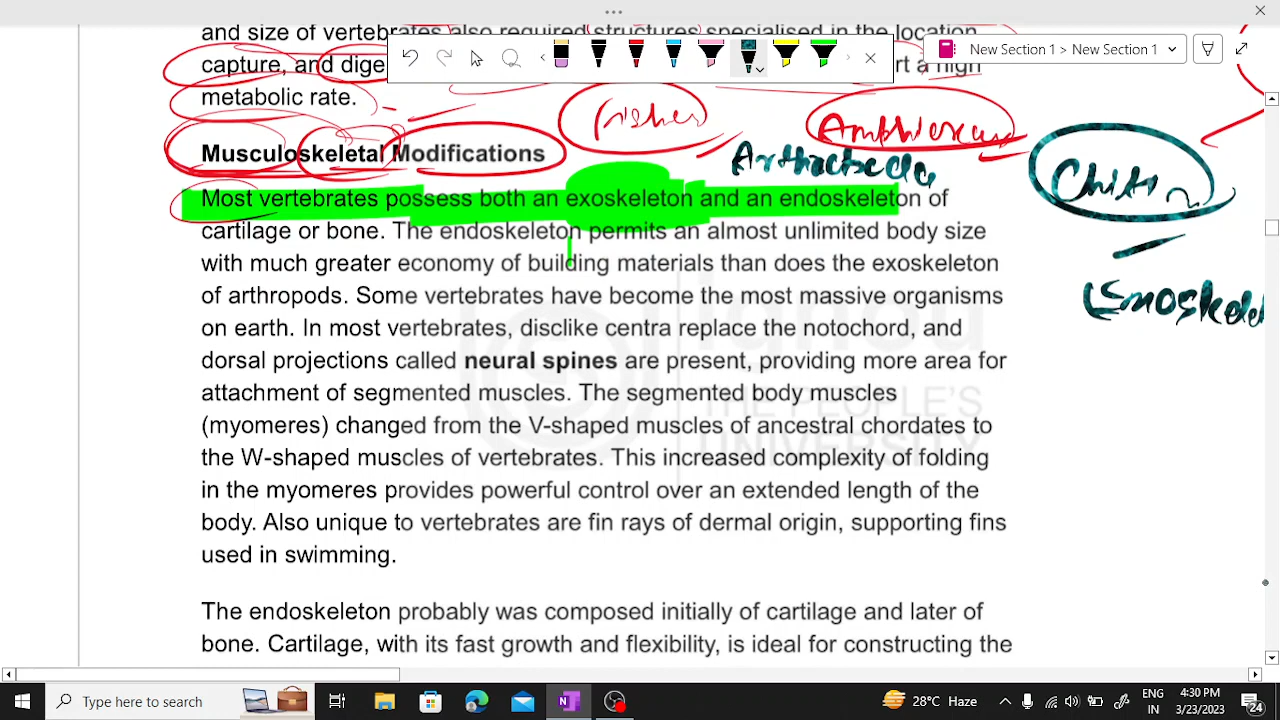 and size of vertebrates also required structures specialised in the location
New Section 1 > New Section 1
capture, and dige
rt a high
metabolic rate.
Fishes
Amphioxus
Musculoskeletal Modifications
Arthropoda
Chitin
Most vertebrates possess both an exoskeleton and an endoskeleton of
cartilage or bone. The endoskeleton permits an almost unlimited body size
with much greater economy of building materials than does the exoskeleton
of arthropods. Some vertebrates have become the most massive organisms
on earth. In most vertebrates, disclike centra replace the notochord, and
dorsal projections called neural spines are present, providing more area for
attachment of segmented muscles. The segmented body muscles
(myomeres) changed from the V-shaped muscles of ancestral chordates to
the W-shaped muscles of vertebrates. This increased complexity of folding
in the myomeres provides powerful control over an extended length of the
body. Also unique to vertebrates are fin rays of dermal origin, supporting fins
used in swimming.
ignou
THE PEOPLE'S
UNIVERSITY
The endoskeleton probably was composed initially of cartilage and later of
bone. Cartilage, with its fast growth and flexibility, is ideal for constructing the
Type here to search
28°C Haze
ENG
IN
4:30 PM
3/23/2023
24